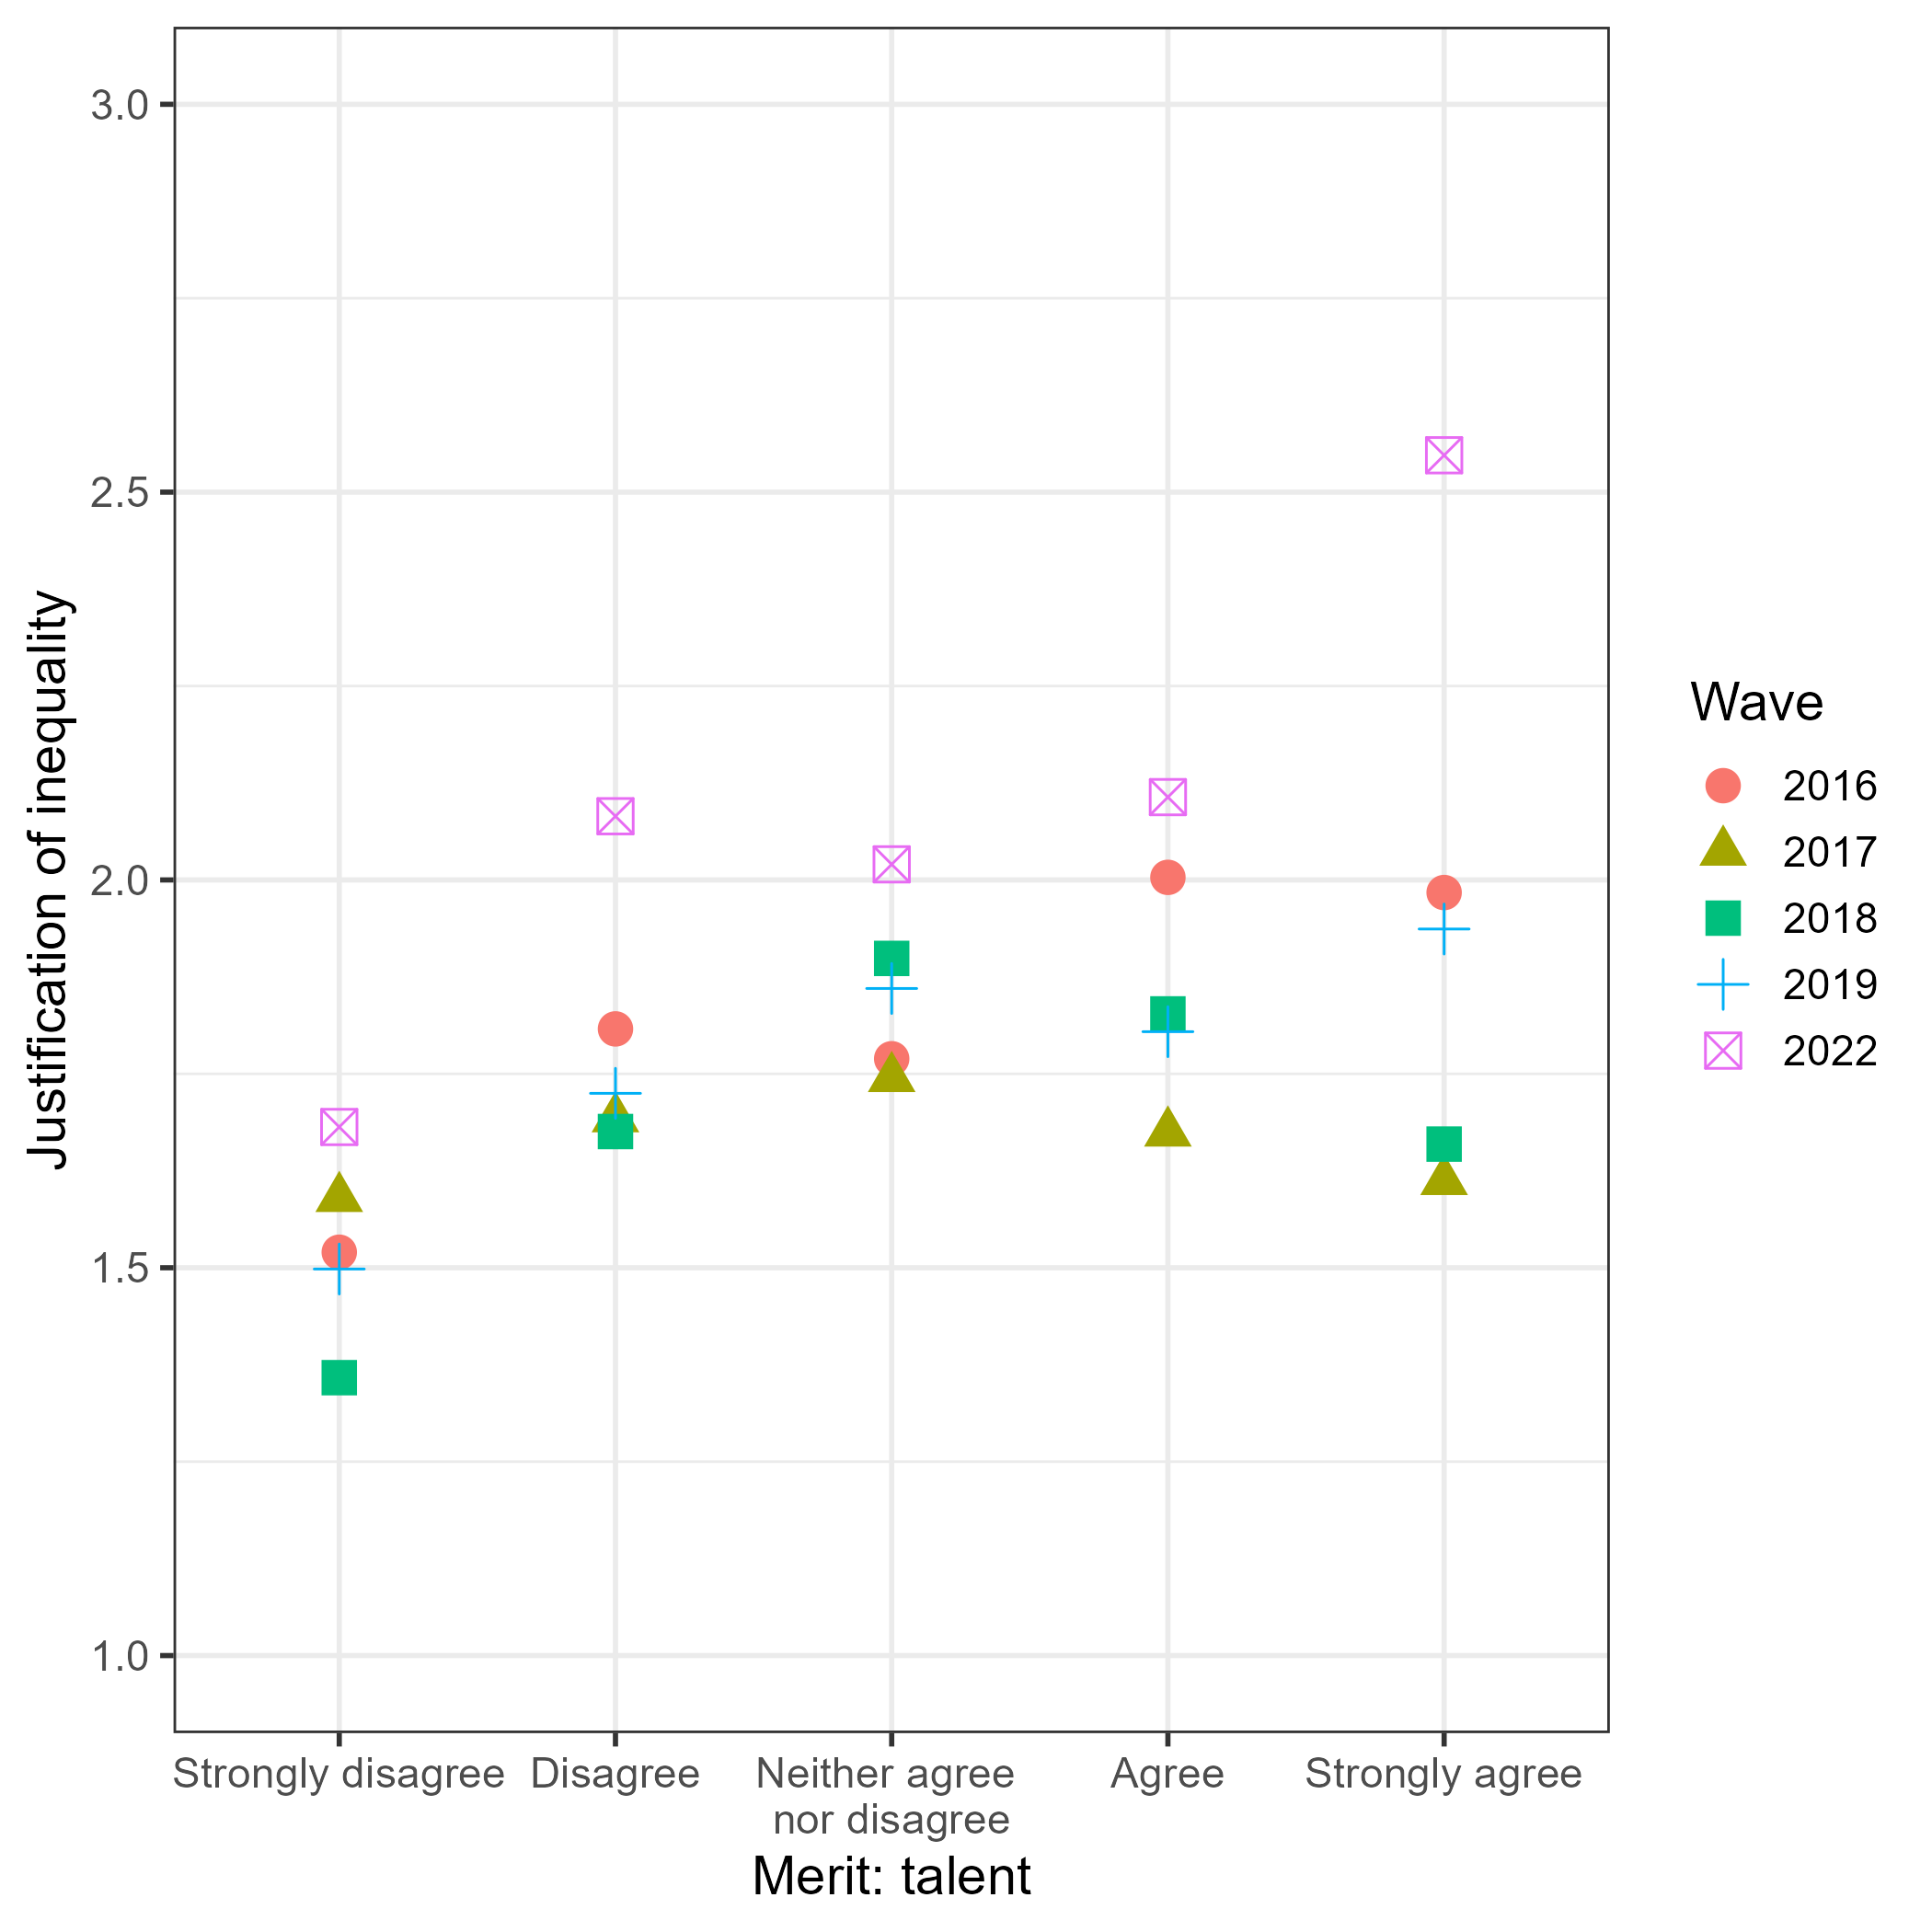 3.0
2.5
2.0
1.5
1.0
Justification of inequality
Strongly disagree
Disagree
Neither agree
nor disagree
Agree
Strongly agree
Merit: talent
Wave
2016
2017
2018
2019
2022